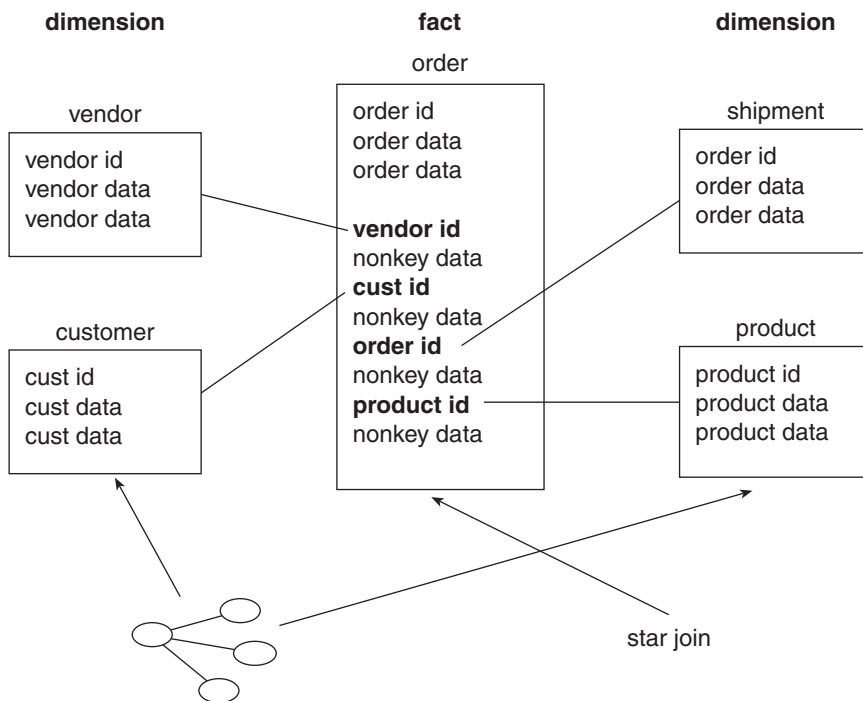 dimension
fact
dimension
order
vendor
vendor id
vendor data
vendor data
order id
order data
order data
vendor id
nonkey data
cust id
nonkey data
order id
nonkey data
product id
nonkey data
shipment
order id
order data
order data
customer
cust id
cust data
cust data
product
product id
product data
product data
star join